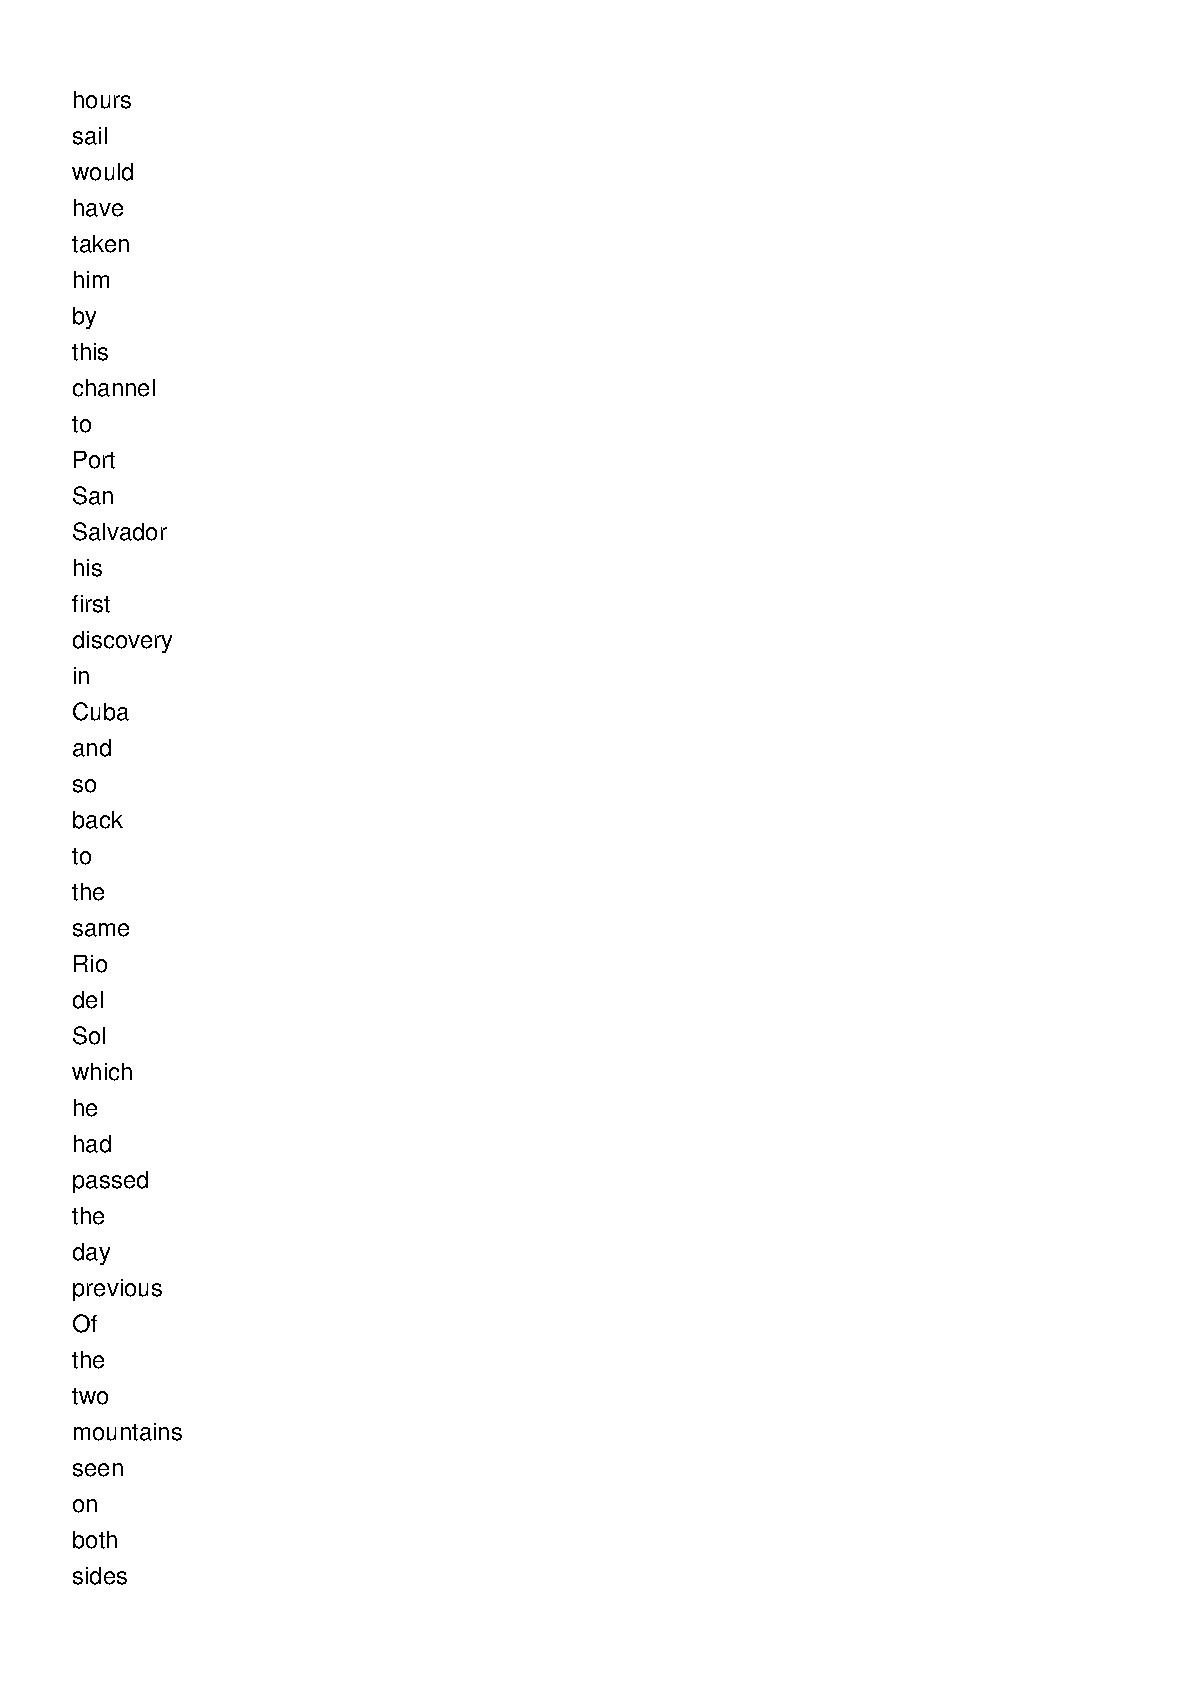 hours
sail
would
have
taken
him
by
this
channel
to
Port
San
Salvador
his
first
discovery
in
Cuba
and
so
back
to
the
same
Rio
del
Sol
which
he
had
passed
the
day
previous
Of
the
two
mountains
seen
on
both
sides